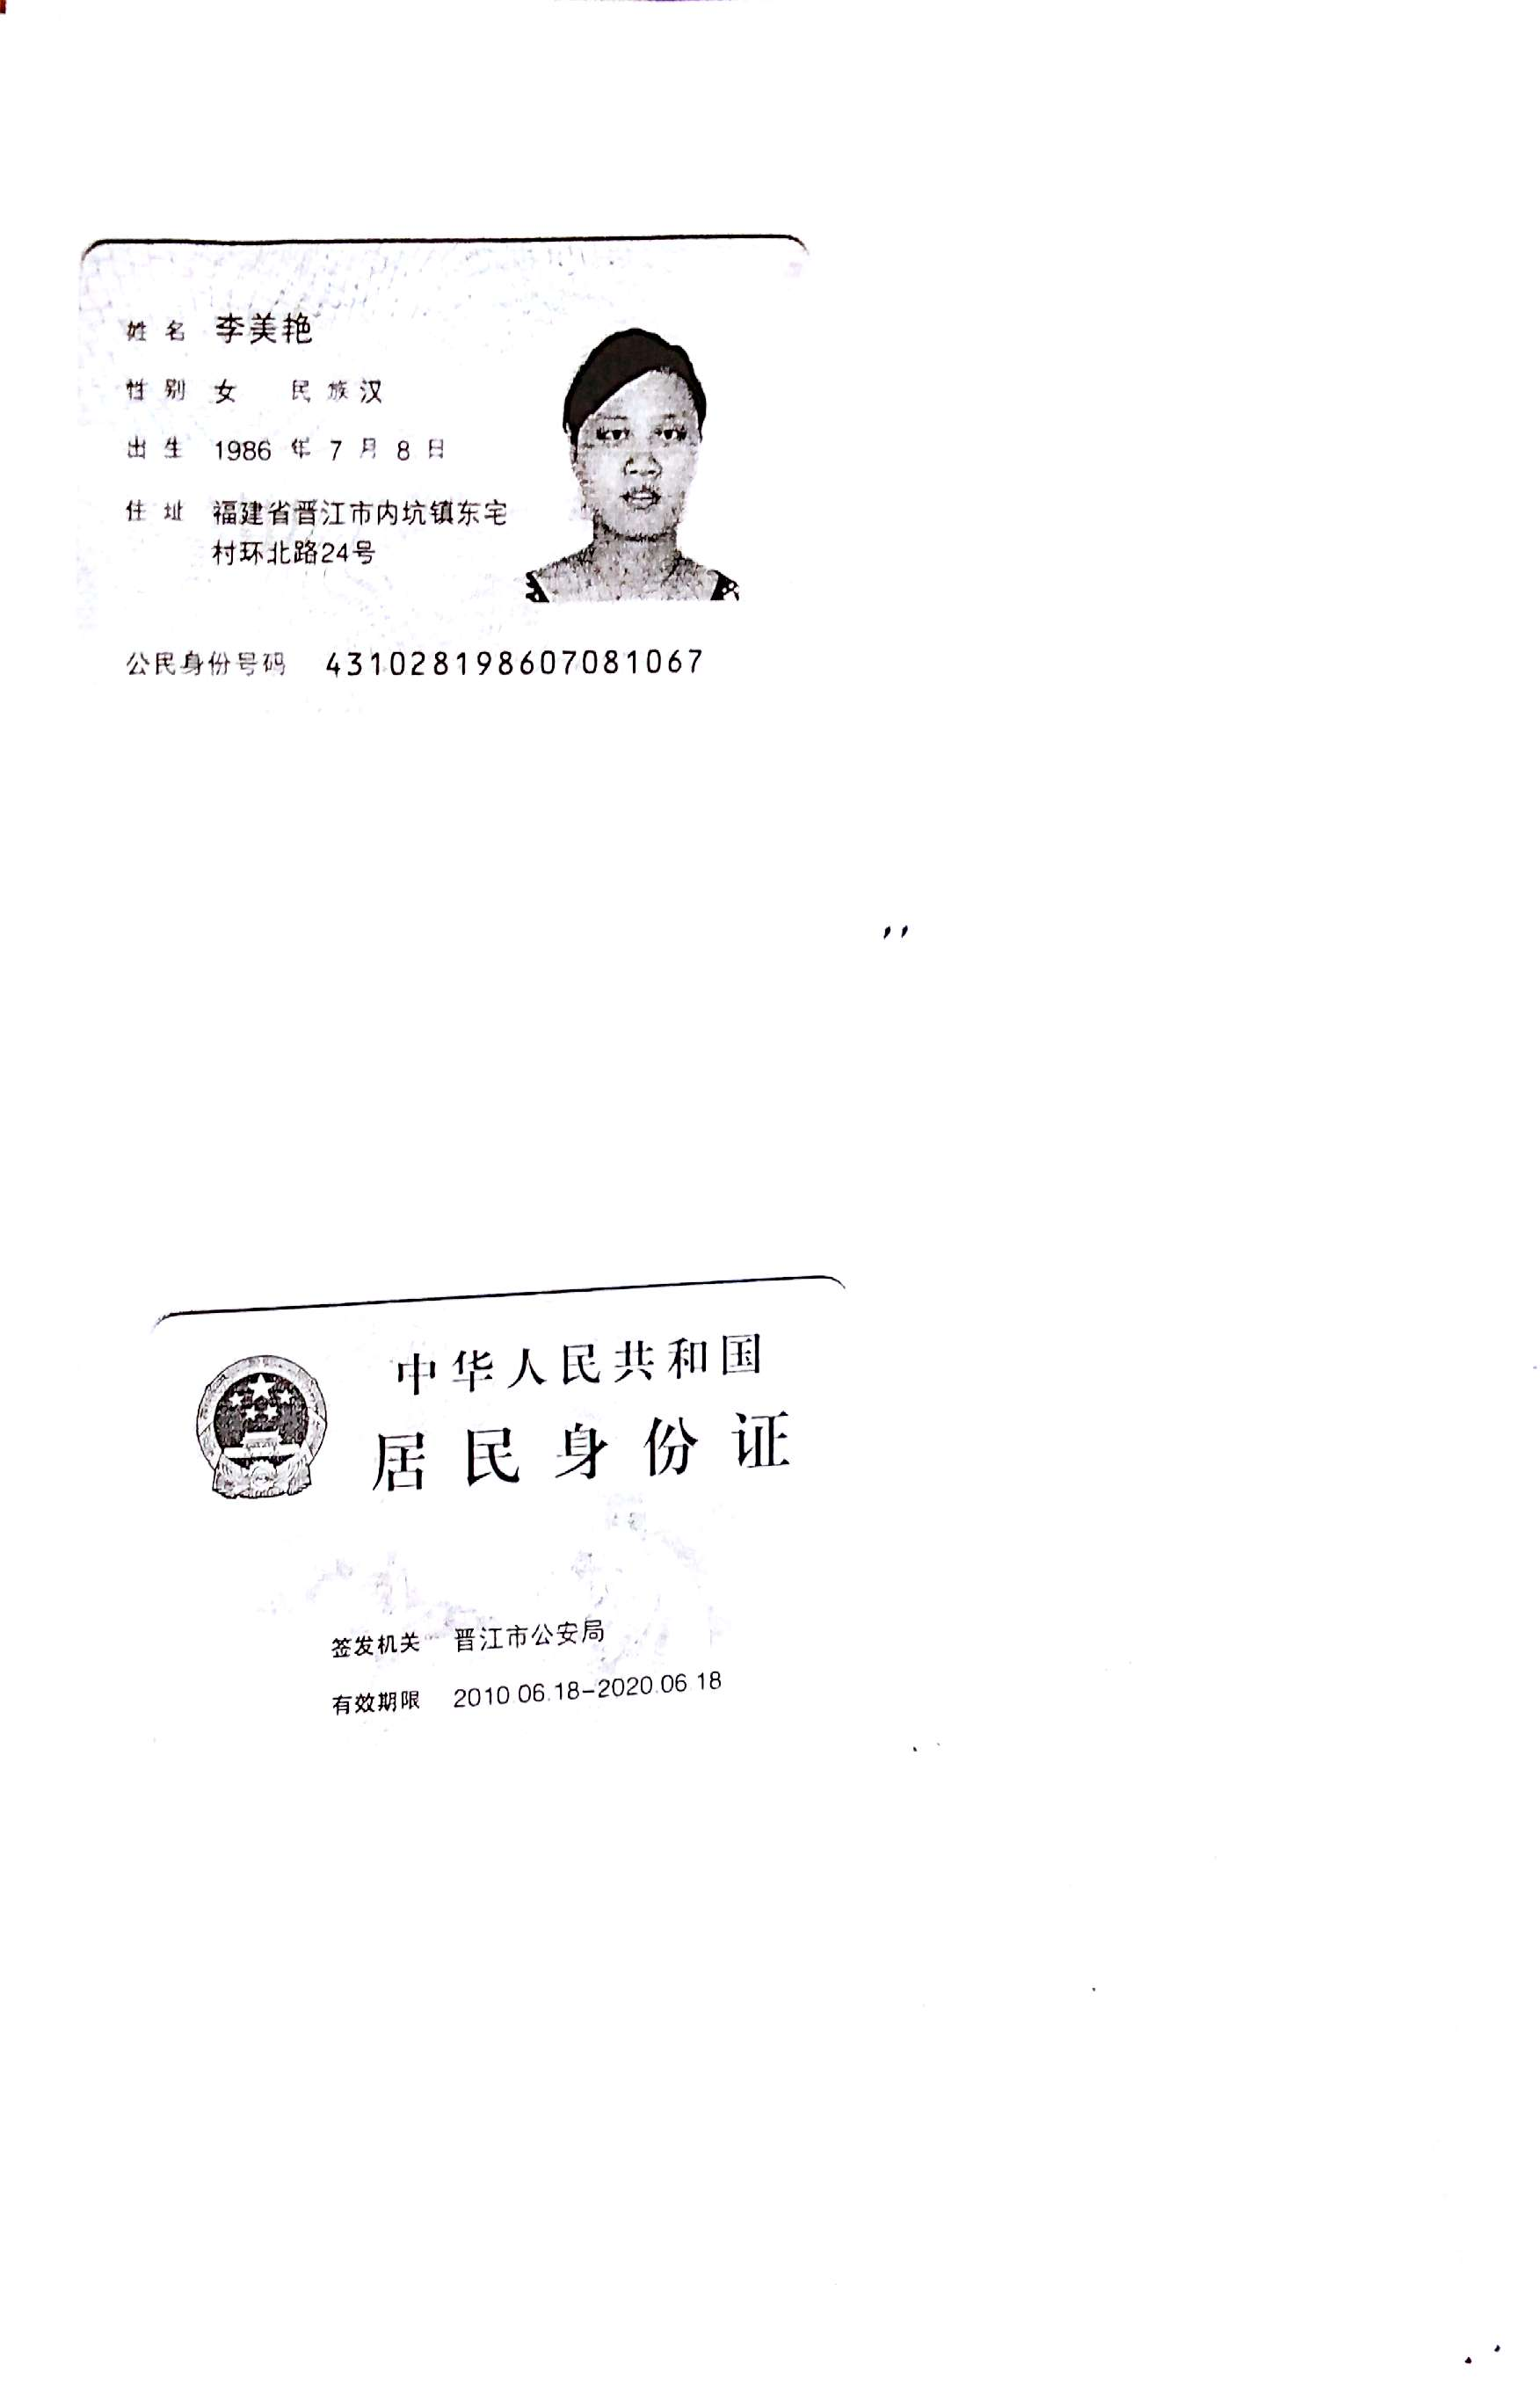 姓名 李美艳
性别 女 民族 汉
出生 1986 年 7 月 8 日
住址 福建省晋江市内坑镇东宅
村环北路24号
公民身份号码 431028198607081067
中华人民共和国
居民身份证
签发机关 晋江市公安局
有效期限 2010.06.18-2020.06.18